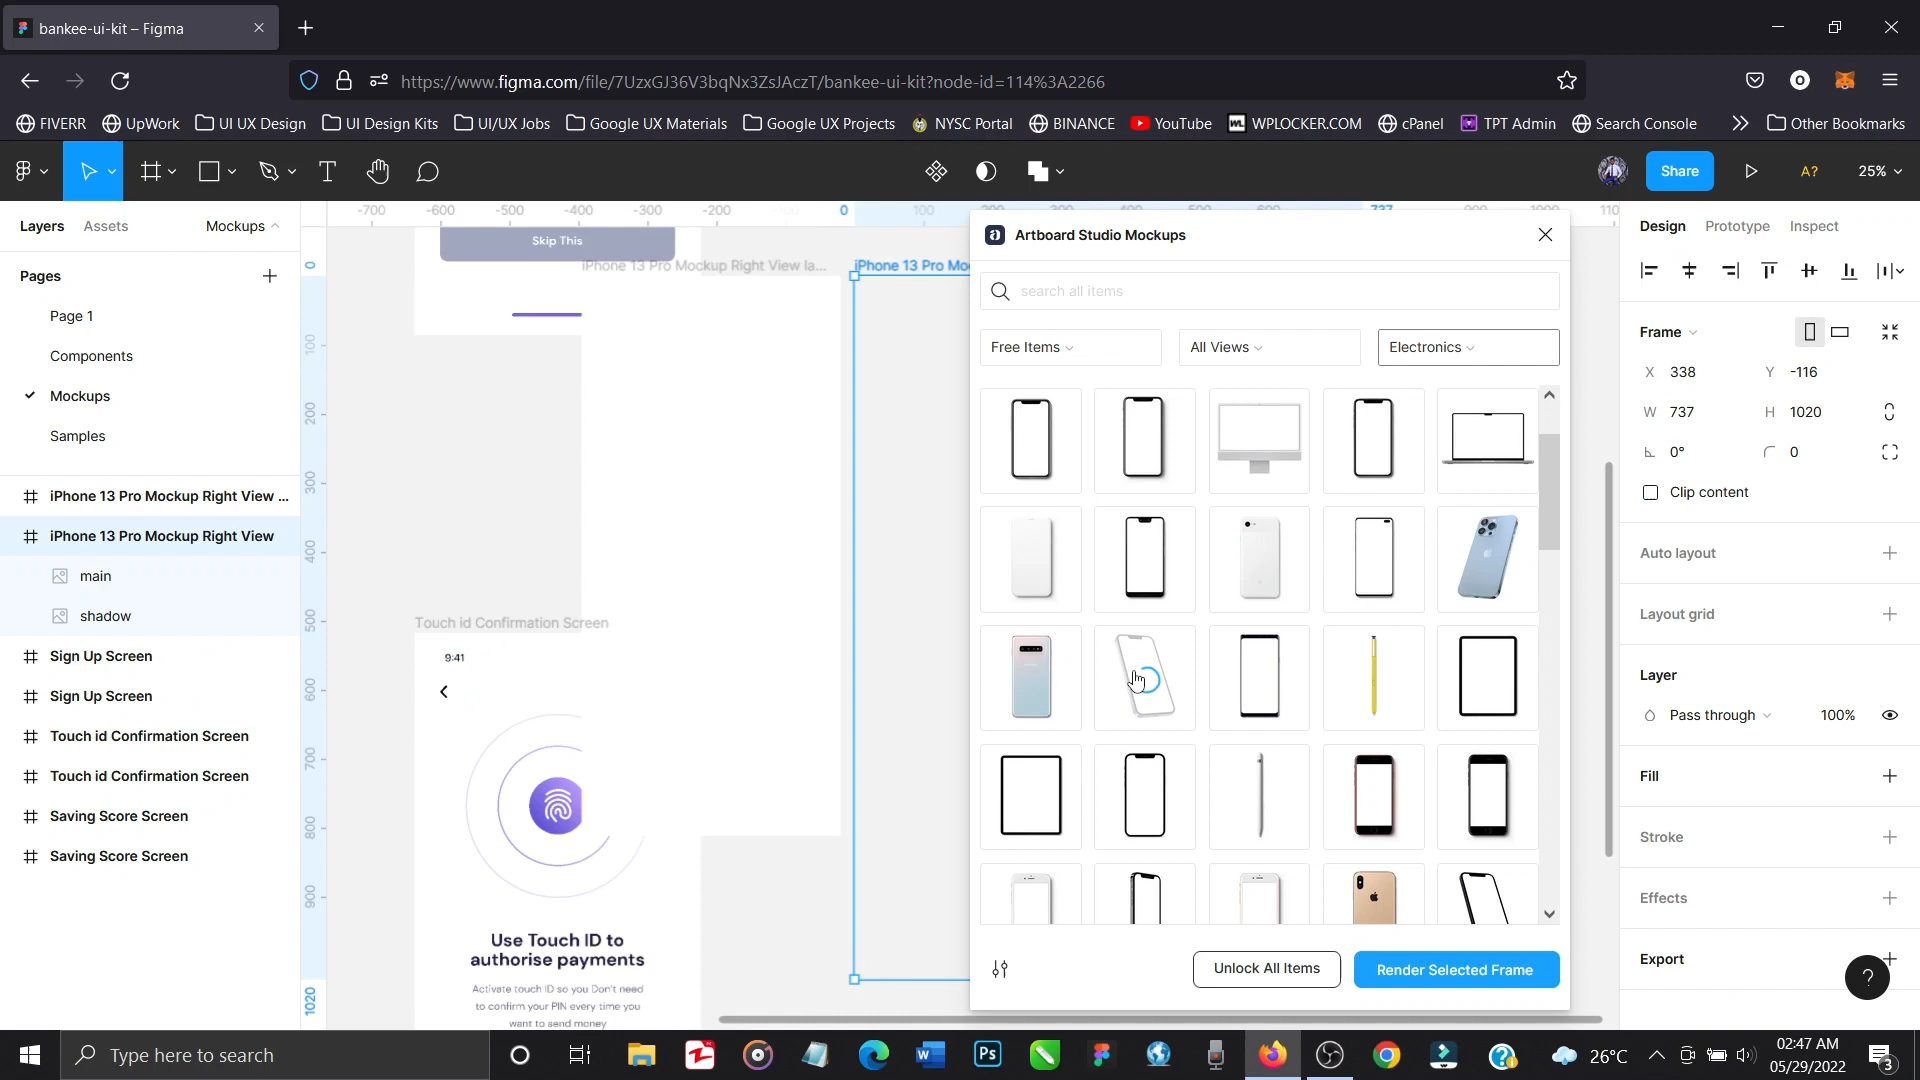 bankee-ui-kit – Figma
https://www.figma.com/file/7UzxGJ36V3bqNx3ZsJAczT/bankee-ui-kit?node-id=114%3A2266
FIVERR UpWork UI UX Design UI Design Kits UI/UX Jobs Google UX Materials Google UX Projects NYSC Portal BINANCE YouTube WPLOCKER.COM cPanel TPT Admin Search Console Other Bookmarks
Share A? 25%
Layers Assets Mockups
Pages
Page 1
Components
Mockups
Samples
iPhone 13 Pro Mockup Right View ...
iPhone 13 Pro Mockup Right View
main
shadow
Sign Up Screen
Sign Up Screen
Touch id Confirmation Screen
Touch id Confirmation Screen
Saving Score Screen
Saving Score Screen
-700 -600 -500 -400 -300 -200 0 100 737
0
100
200
300
400
500
600
700
800
900
1020
Skip This
iPhone 13 Pro Mockup Right View la...
iPhone 13 Pro Mo
Touch id Confirmation Screen
9:41
Use Touch ID to
authorise payments
Activate touch ID so you Don't need
to confirm your PIN every time you
want to send money
Artboard Studio Mockups
search all items
Free Items All Views Electronics
Unlock All Items Render Selected Frame
Design Prototype Inspect
Frame
X 338 Y -116
W 737 H 1020
0° 0
Clip content
Auto layout
Layout grid
Layer
Pass through 100%
Fill
Stroke
Effects
Export
?
Type here to search
26°C
02:47 AM
05/29/2022
3